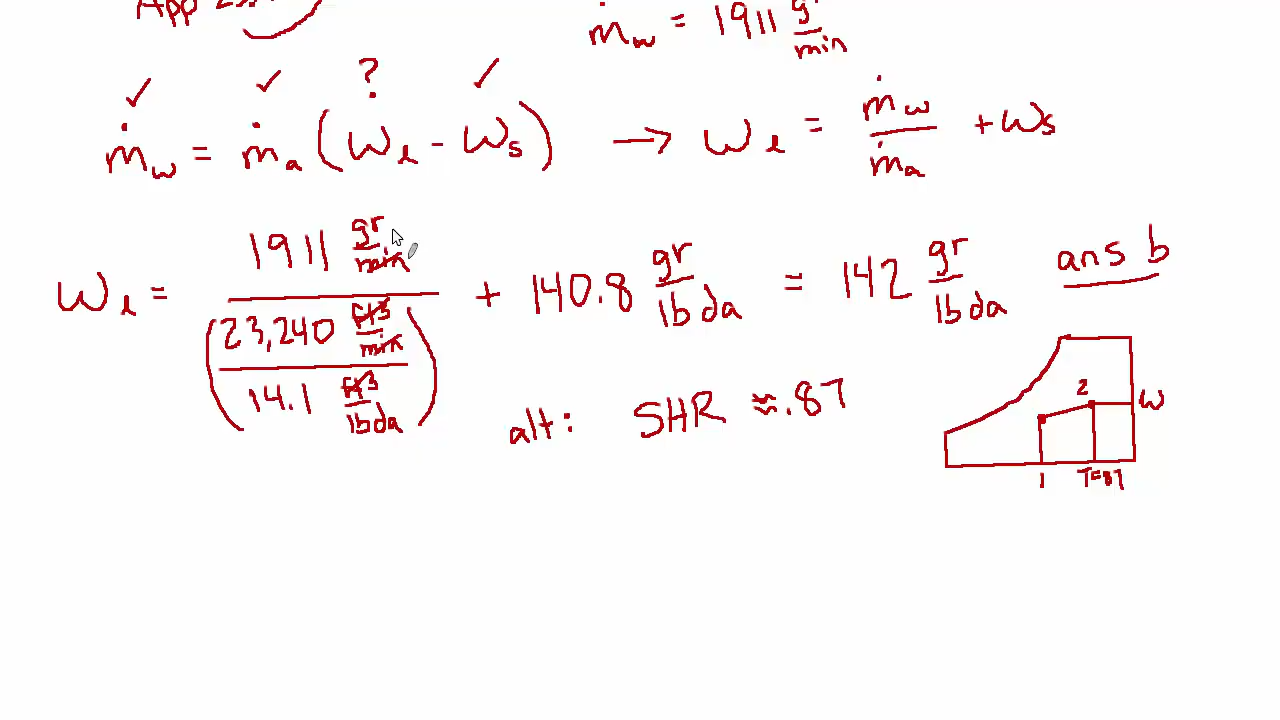 ṁw = 1911 gr/min
✓ ✓ ? ✓
ṁw = ṁa (Wl - Ws) → Wl = ṁw/ṁa + Ws
Wl = 1911 gr/min / (23,240 ft3/min / 14.1 ft3/lbda) + 140.8 gr/lbda = 142 gr/lbda ans b
alt: SHR ≈ .87
2
W
1 T=87